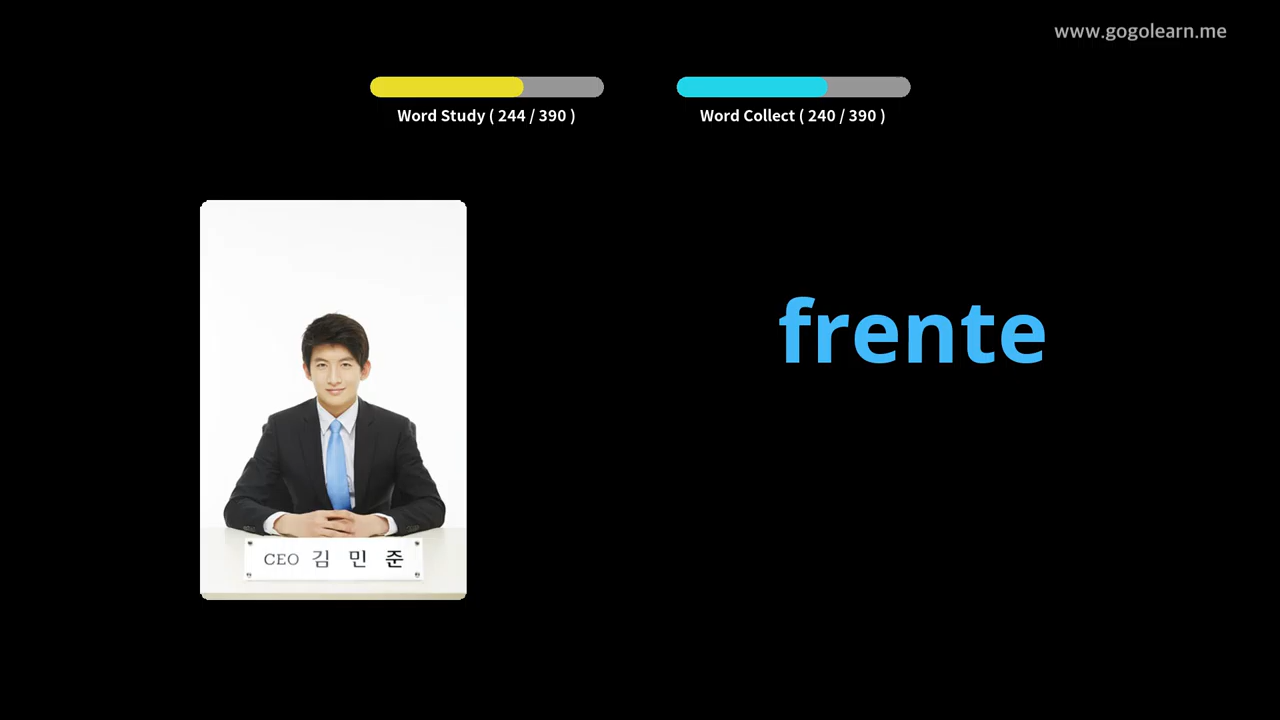 www.gogolearn.me
Word Study ( 244 / 390 )
Word Collect ( 240 / 390 )
frente
CEO 김 민 준